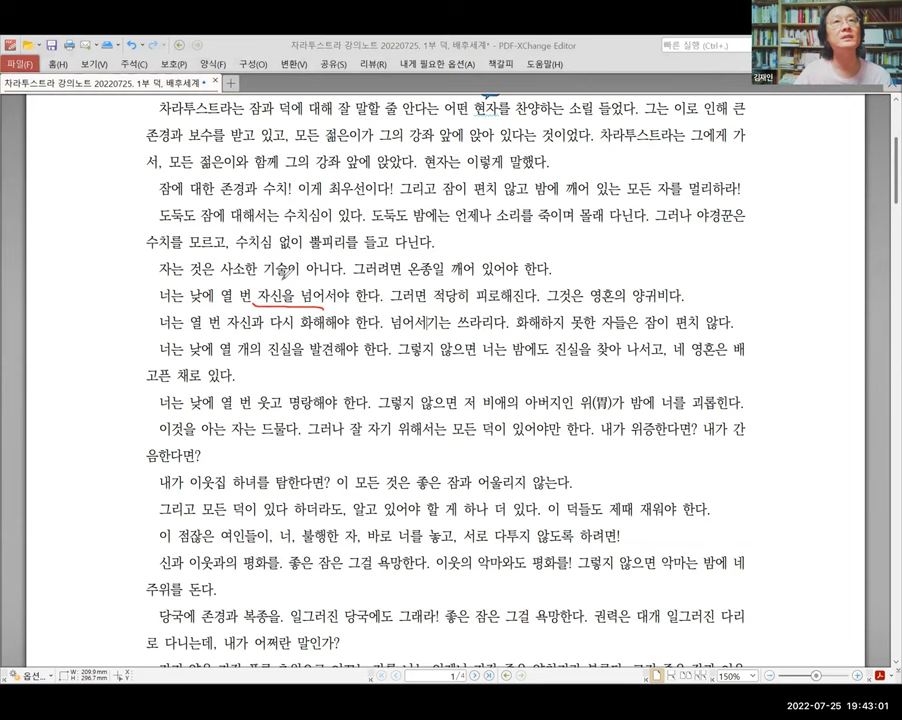 차라투스트라 강의노트 20220725. 1부 덕, 배후세계* - PDF-XChange Editor
빠른 실행 (Ctrl+.)
파일(F) 홈(H) 보기(V) 주석(C) 보호(P) 양식(F) 구성(O) 변환(V) 공유(S) 리뷰(R) 내게 필요한 옵션(A) 책갈피 도움말(H)
차라투스트라 강의노트 20220725. 1부 덕, 배후세계 *
김재인
차라투스트라는 잠과 덕에 대해 잘 말할 줄 안다는 어떤 현자를 찬양하는 소릴 들었다. 그는 이로 인해 큰
존경과 보수를 받고 있고, 모든 젊은이가 그의 강좌 앞에 앉아 있다는 것이었다. 차라투스트라는 그에게 가
서, 모든 젊은이와 함께 그의 강좌 앞에 앉았다. 현자는 이렇게 말했다.
잠에 대한 존경과 수치! 이게 최우선이다! 그리고 잠이 편치 않고 밤에 깨어 있는 모든 자를 멀리하라!
도둑도 잠에 대해서는 수치심이 있다. 도둑도 밤에는 언제나 소리를 죽이며 몰래 다닌다. 그러나 야경꾼은
수치를 모르고, 수치심 없이 뿔피리를 들고 다닌다.
자는 것은 사소한 기술이 아니다. 그러려면 온종일 깨어 있어야 한다.
너는 낮에 열 번 자신을 넘어서야 한다. 그러면 적당히 피로해진다. 그것은 영혼의 양귀비다.
너는 열 번 자신과 다시 화해해야 한다. 넘어서기는 쓰라리다. 화해하지 못한 자들은 잠이 편치 않다.
너는 낮에 열 개의 진실을 발견해야 한다. 그렇지 않으면 너는 밤에도 진실을 찾아 나서고, 네 영혼은 배
고픈 채로 있다.
너는 낮에 열 번 웃고 명랑해야 한다. 그렇지 않으면 저 비애의 아버지인 위(胃)가 밤에 너를 괴롭힌다.
이것을 아는 자는 드물다. 그러나 잘 자기 위해서는 모든 덕이 있어야만 한다. 내가 위증한다면? 내가 간
음한다면?
내가 이웃집 하녀를 탐한다면? 이 모든 것은 좋은 잠과 어울리지 않는다.
그리고 모든 덕이 있다 하더라도, 알고 있어야 할 게 하나 더 있다. 이 덕들도 제때 재워야 한다.
이 점잖은 여인들이, 너, 불행한 자, 바로 너를 놓고, 서로 다투지 않도록 하려면!
신과 이웃과의 평화를. 좋은 잠은 그걸 욕망한다. 이웃의 악마와도 평화를! 그렇지 않으면 악마는 밤에 네
주위를 돈다.
당국에 존경과 복종을. 일그러진 당국에도 그래라! 좋은 잠은 그걸 욕망한다. 권력은 대개 일그러진 다리
로 다니는데, 내가 어쩌란 말인가?
옵션... W: 209.9 mm H: 296.7 mm X: Y: 1/4 150%
2022-07-25 19:43:01